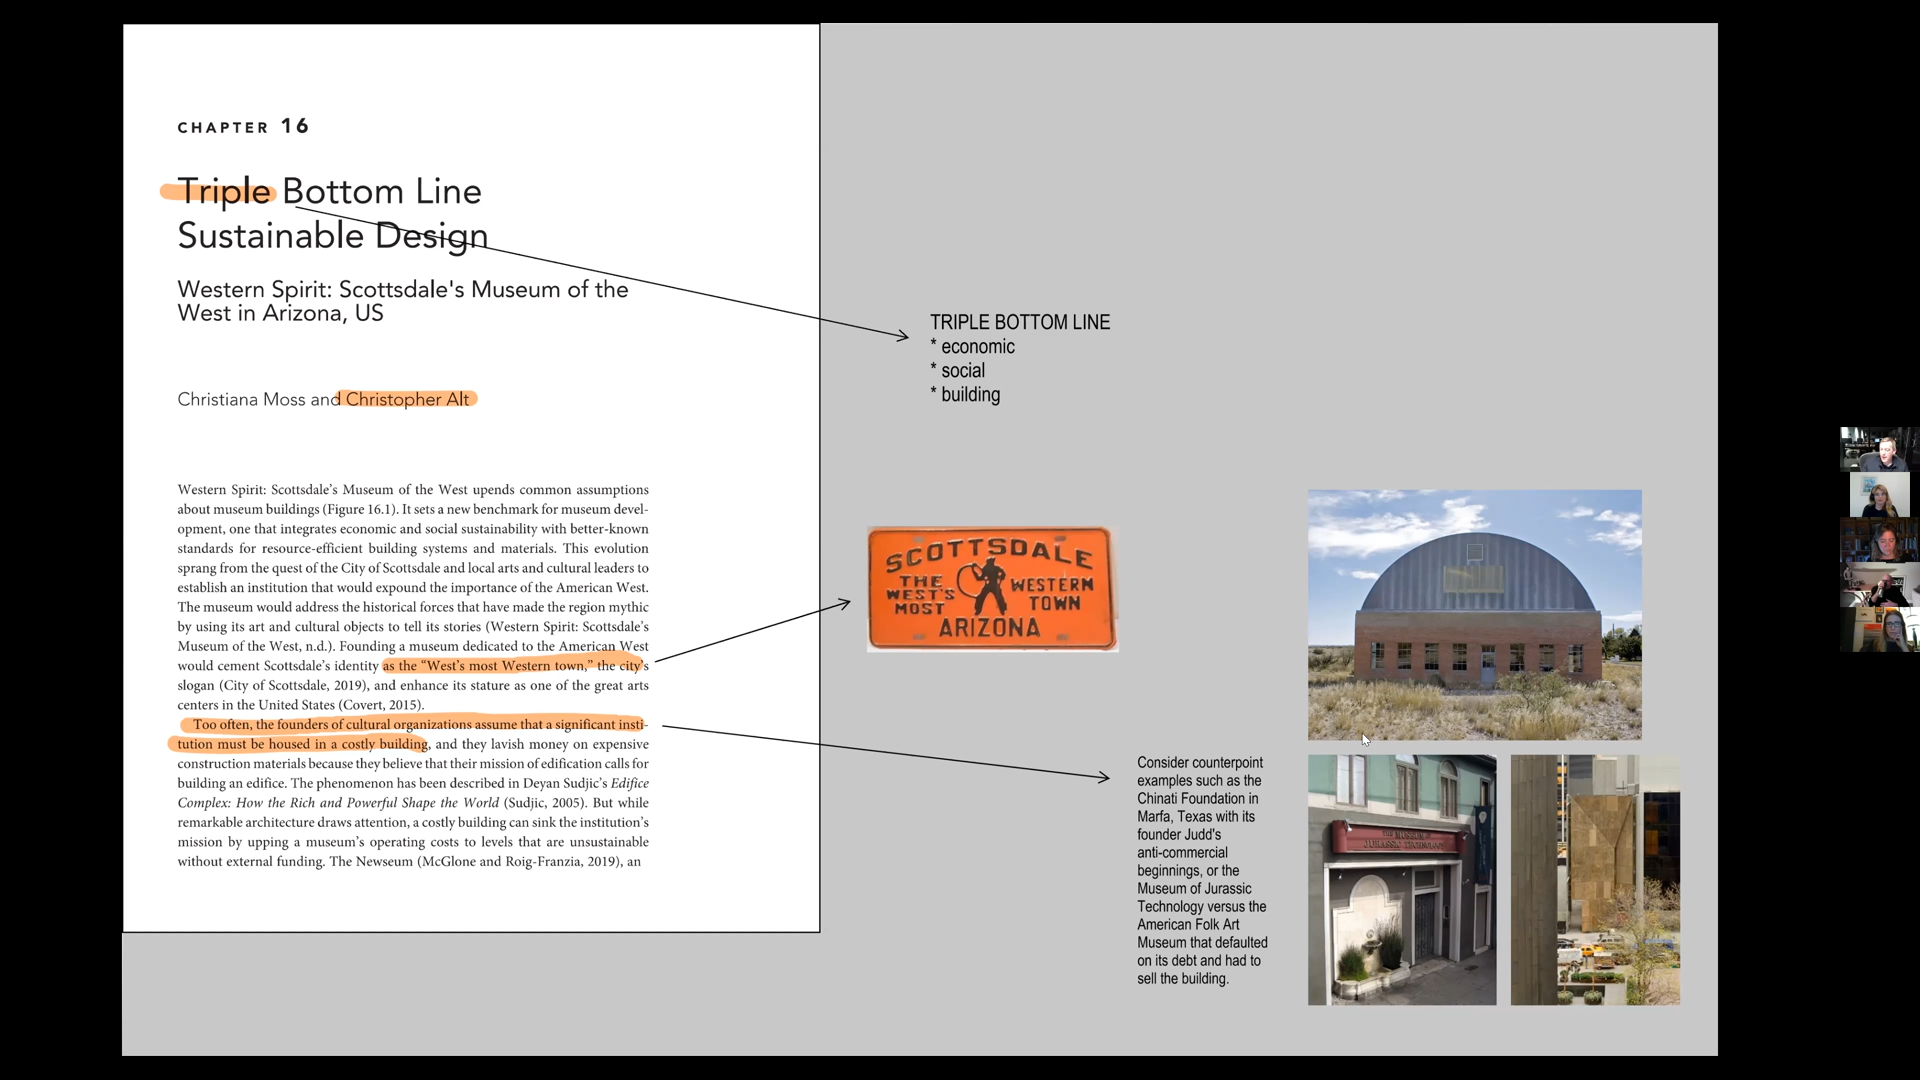 CHAPTER 16
Triple Bottom Line
Sustainable Design
Western Spirit: Scottsdale's Museum of the
West in Arizona, US
Christiana Moss and Christopher Alt
Western Spirit: Scottsdale's Museum of the West upends common assumptions
about museum buildings (Figure 16.1). It sets a new benchmark for museum devel-
opment, one that integrates economic and social sustainability with better-known
standards for resource-efficient building systems and materials. This evolution
sprang from the quest of the City of Scottsdale and local arts and cultural leaders to
establish an institution that would expound the importance of the American West.
The museum would address the historical forces that have made the region mythic
by using its art and cultural objects to tell its stories (Western Spirit: Scottsdale's
Museum of the West, n.d.). Founding a museum dedicated to the American West
would cement Scottsdale's identity as the “West's most Western town,” the city's
slogan (City of Scottsdale, 2019), and enhance its stature as one of the great arts
centers in the United States (Covert, 2015).
Too often, the founders of cultural organizations assume that a significant insti-
tution must be housed in a costly building, and they lavish money on expensive
construction materials because they believe that their mission of edification calls for
building an edifice. The phenomenon has been described in Deyan Sudjic's Edifice
Complex: How the Rich and Powerful Shape the World (Sudjic, 2005). But while
remarkable architecture draws attention, a costly building can sink the institution's
mission by upping a museum's operating costs to levels that are unsustainable
without external funding. The Newseum (McGlone and Roig-Franzia, 2019), an
TRIPLE BOTTOM LINE
* economic
* social
* building
SCOTTSDALE
THE WEST'S MOST
WESTERN TOWN
ARIZONA
Consider counterpoint
examples such as the
Chinati Foundation in
Marfa, Texas with its
founder Judd's
anti-commercial
beginnings, or the
Museum of Jurassic
Technology versus the
American Folk Art
Museum that defaulted
on its debt and had to
sell the building.
THE MUSEUM OF
JURASSIC TECHNOLOGY